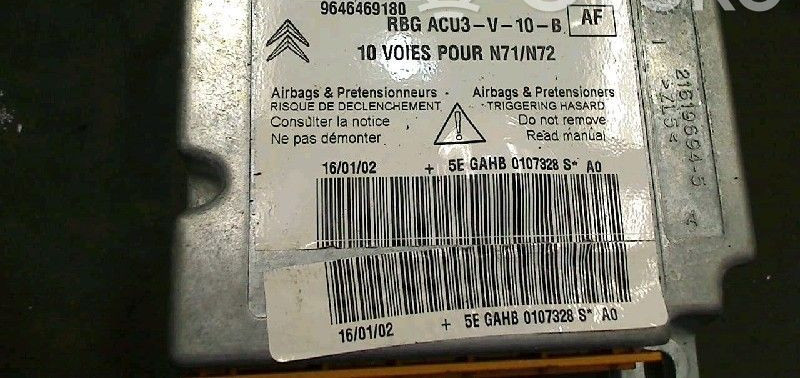 9646469180
RBG ACU3-V-10-B AF
10 VOIES POUR N71/N72
Airbags & Pretensionneurs
RISQUE DE DECLENCHEMENT
Consulter la notice
Ne pas démonter
Airbags & Pretensioners
TRIGGERING HASARD
Do not remove
Read manual
16/01/02 + 5E GAHB 0107328 S* A0
16/01/02 + 5E GAHB 0107328 S* A0
21619694-5